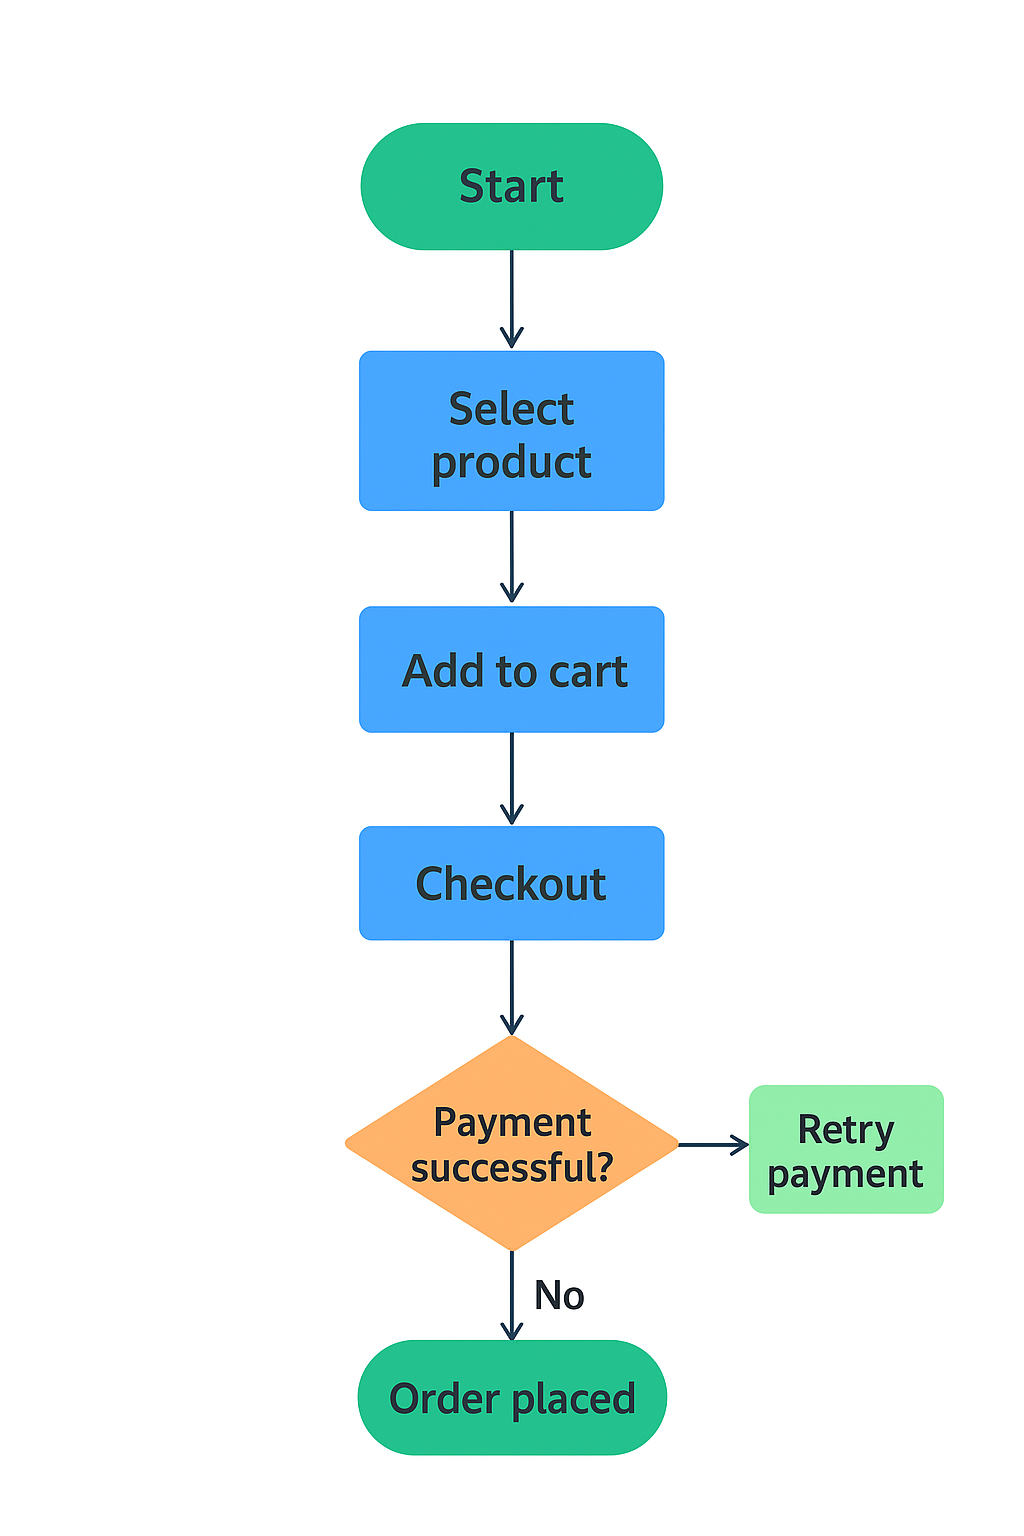 Start
Select
product
Add to cart
Checkout
Payment
successful?
Retry
payment
No
Order placed